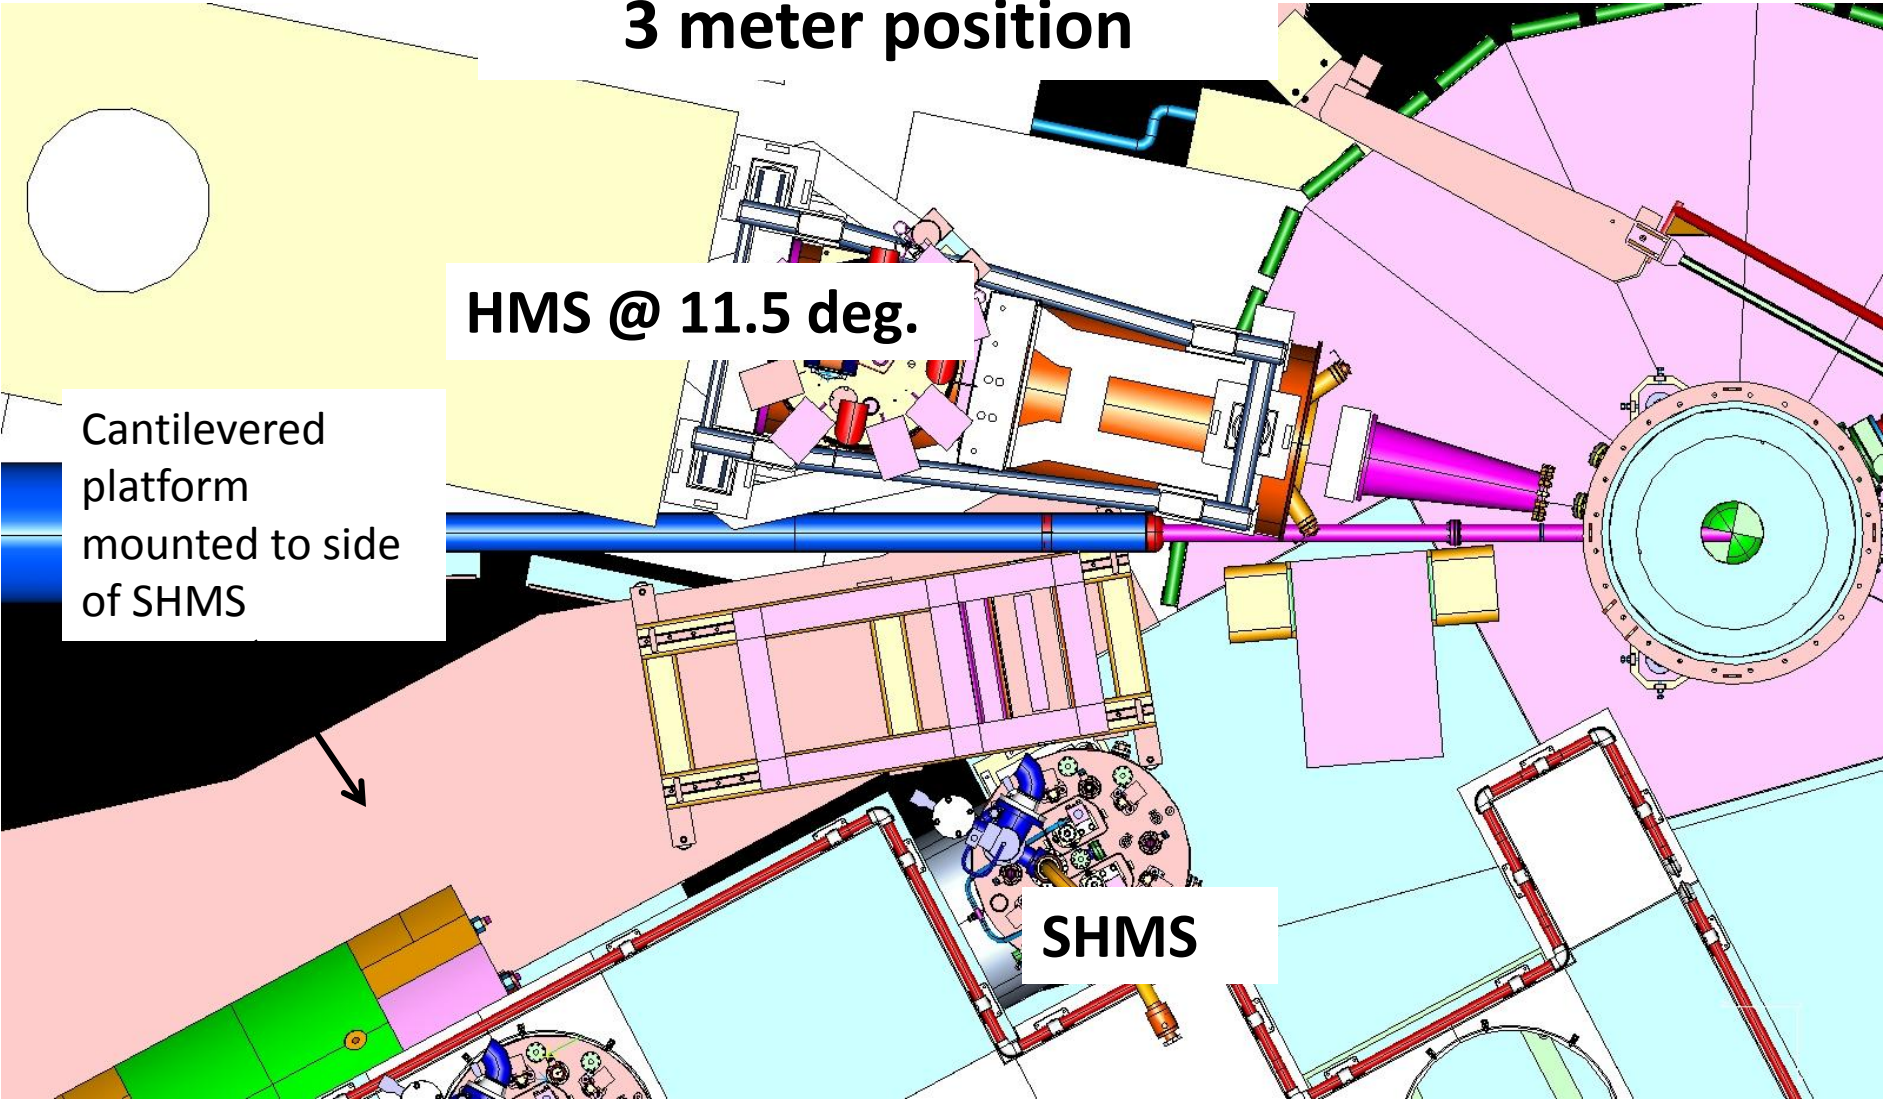 3 meter position
HMS @ 11.5 deg.
Cantilevered
platform
mounted to side
of SHMS
SHMS